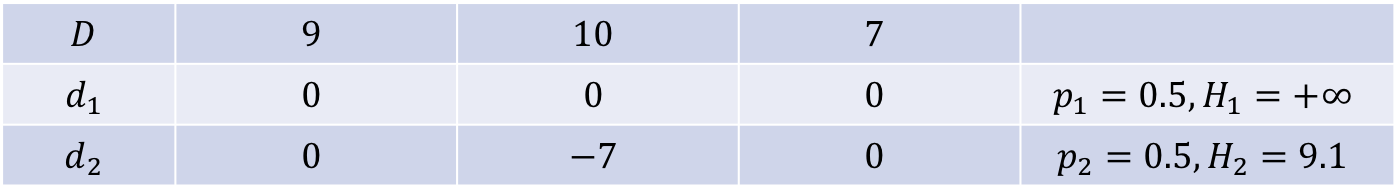 D 9 10 7
d₁ 0 0 0 p₁ = 0.5, H₁ = +∞
d₂ 0 −7 0 p₂ = 0.5, H₂ = 9.1